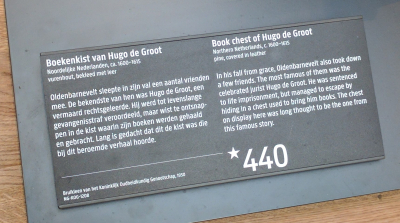 Boekenkist van Hugo de Groot
Noordelijke Nederlanden, ca. 1600-1615
vurenhout, bekleed met leer
Oldenbarnevelt sleepte in zijn val een aantal vrienden
mee. De bekendste van hen was Hugo de Groot, een
vermaard rechtsgeleerde. Hij werd tot levenslange
gevangenisstraf veroordeeld, maar wist te ontsnap-
pen in de kist waarin zijn boeken werden gehaald
en gebracht. Lang is gedacht dat dit de kist was die
bij dit beroemde verhaal hoorde.
Bruikleen van het Koninklijk Oudheidkundig Genootschap,
Book chest of Hugo de Groot
Northern Netherlands, c. 1600-1615
pine, covered in leather
In his fall from grace, Oldenbarnevelt also took down
a few friends. The most famous of them was the
celebrated jurist Hugo de Groot. He was sentenced
to life imprisonment, but managed to escape by
hiding in a chest used to bring him books. The chest
on display here was long thought to be the one from
this famous story.
★440